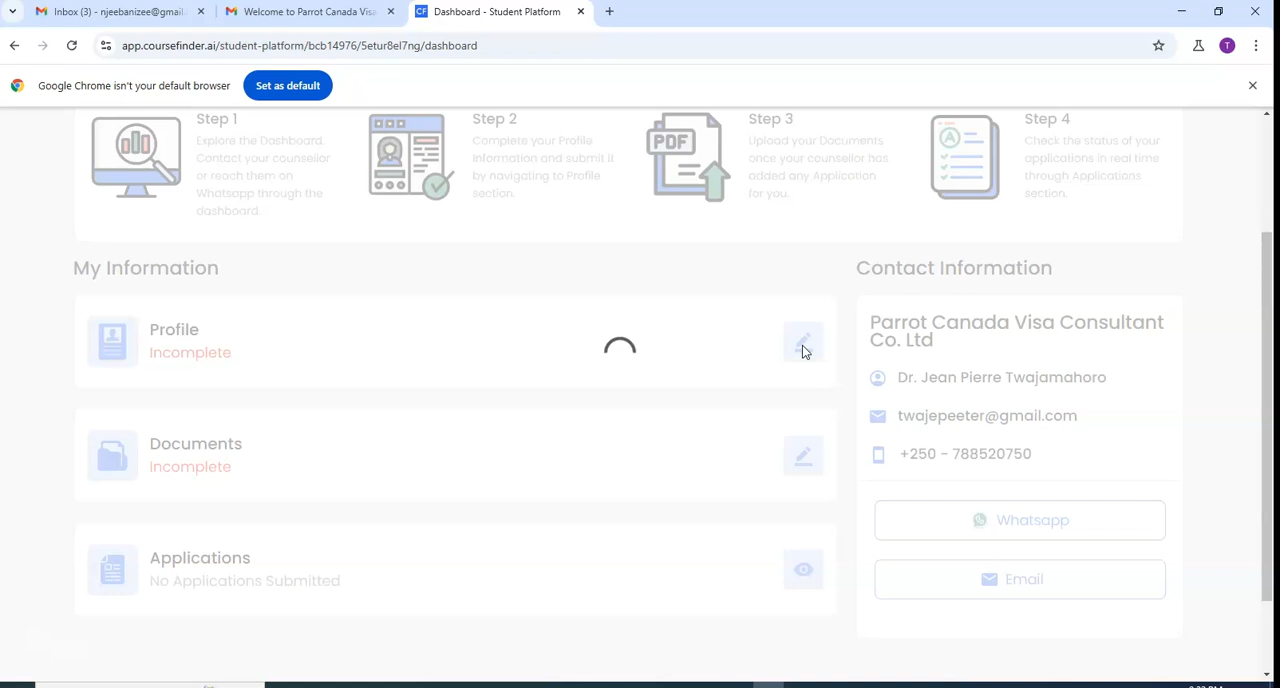 Inbox (3) - njeebanizee@gmail
Welcome to Parrot Canada Visa
CF Dashboard - Student Platform
app.coursefinder.ai/student-platform/bcb14976/5etur8el7ng/dashboard
T
Google Chrome isn't your default browser
Set as default
Step 1
Explore the Dashboard.
Contact your counsellor
or reach them on
Whatsapp through the
dashboard.
Step 2
Complete your Profile
Information and submit it
by navigating to Profile
section.
PDF
Step 3
Upload your Documents
once your counsellor has
added any Application
for you.
A
Step 4
Check the status of your
applications in real time
through Applications
section.
My Information
Profile
Incomplete
Documents
Incomplete
Applications
No Applications Submitted
Contact Information
Parrot Canada Visa Consultant
Co. Ltd
Dr. Jean Pierre Twajamahoro
twajepeeter@gmail.com
+250 - 788520750
Whatsapp
Email